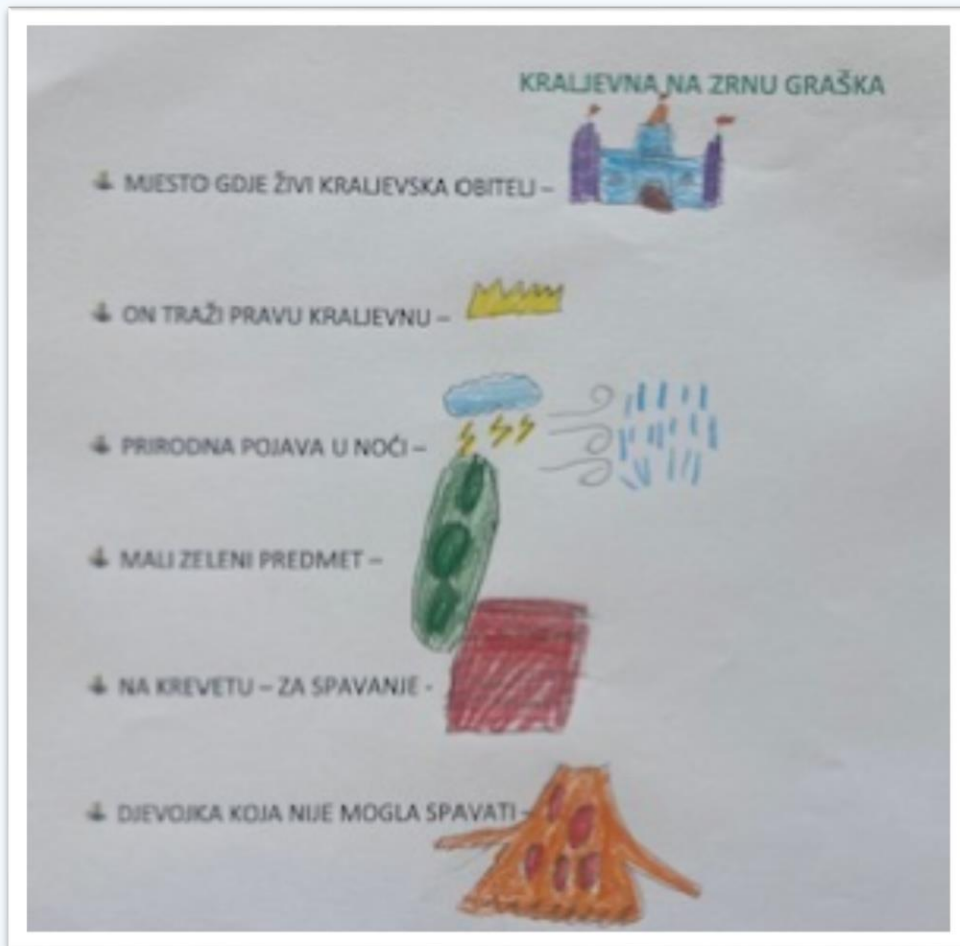 KRALJEVNA NA ZRNU GRAŠKA
MJESTO GDJE ŽIVI KRALJEVSKA OBITELJ –
ON TRAŽI PRAVU KRALJEVNU –
PRIRODNA POJAVA U NOĆI –
MALI ZELENI PREDMET –
NA KREVETU – ZA SPAVANJE -
DJEVOJKA KOJA NIJE MOGLA SPAVATI –